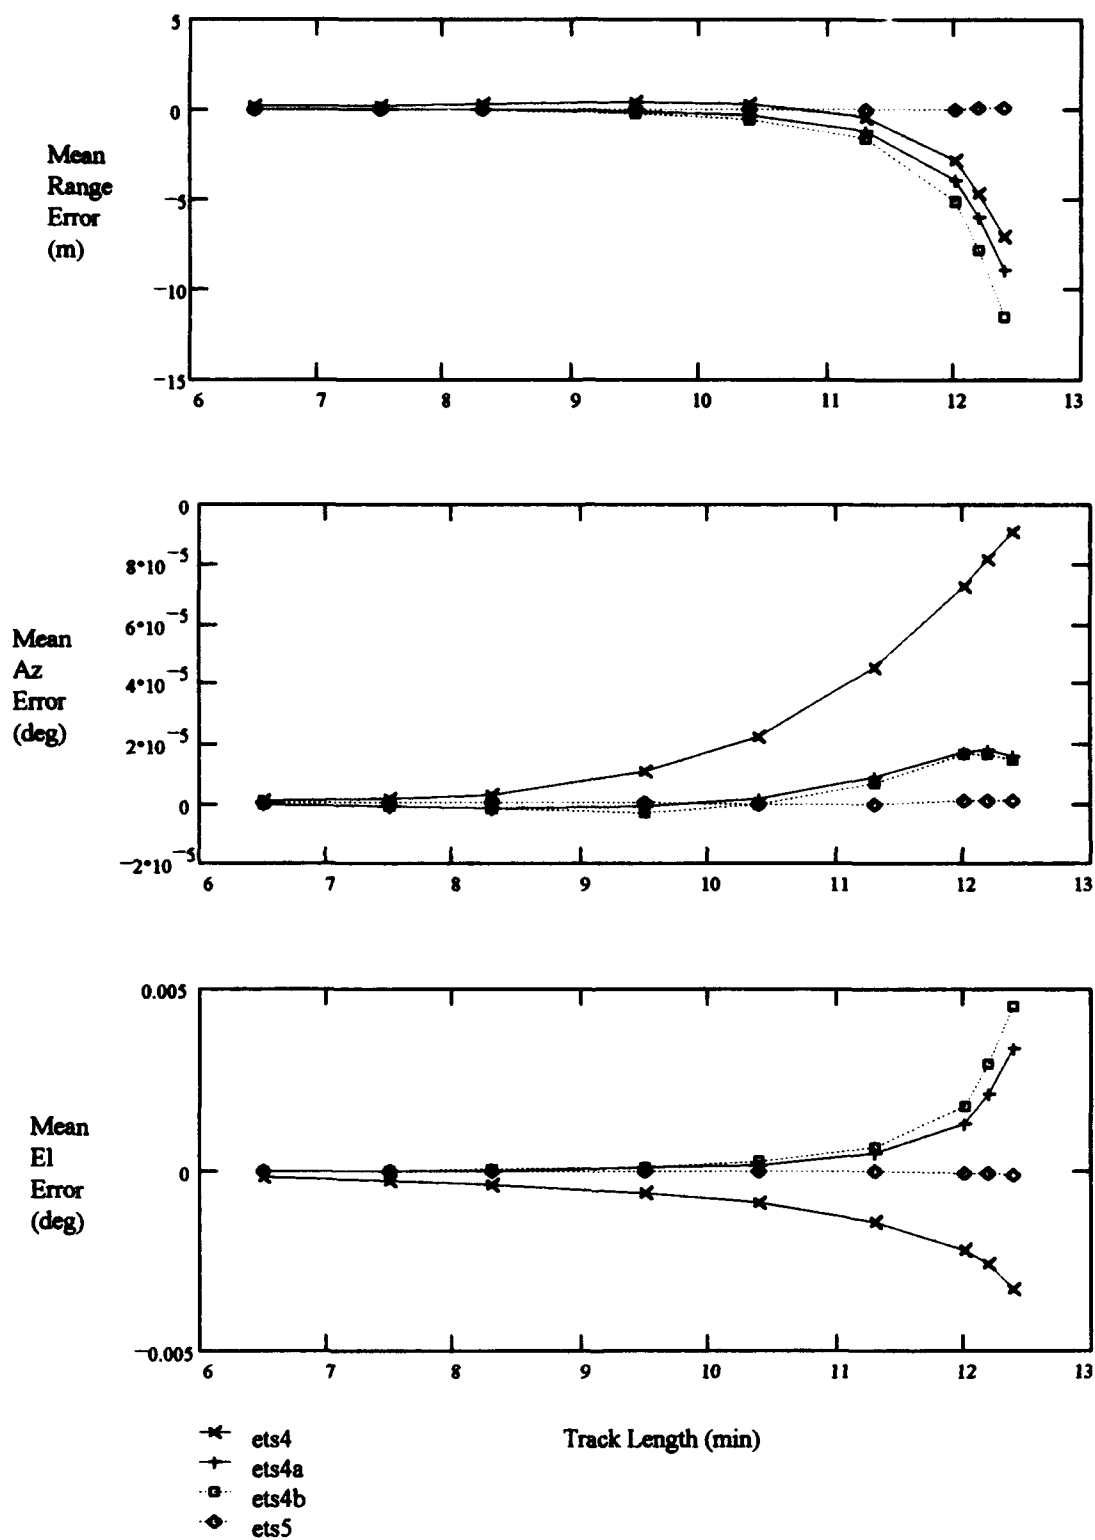 5
0
−5
−10
−15
Mean
Range
Error
(m)
6 7 8 9 10 11 12 13
0
8•10−5
6•10−5
4•10−5
2•10−5
0
−2•10−5
Mean
Az
Error
(deg)
6 7 8 9 10 11 12 13
0.005
0
−0.005
Mean
El
Error
(deg)
6 7 8 9 10 11 12 13
Track Length (min)
ets4
ets4a
ets4b
ets5